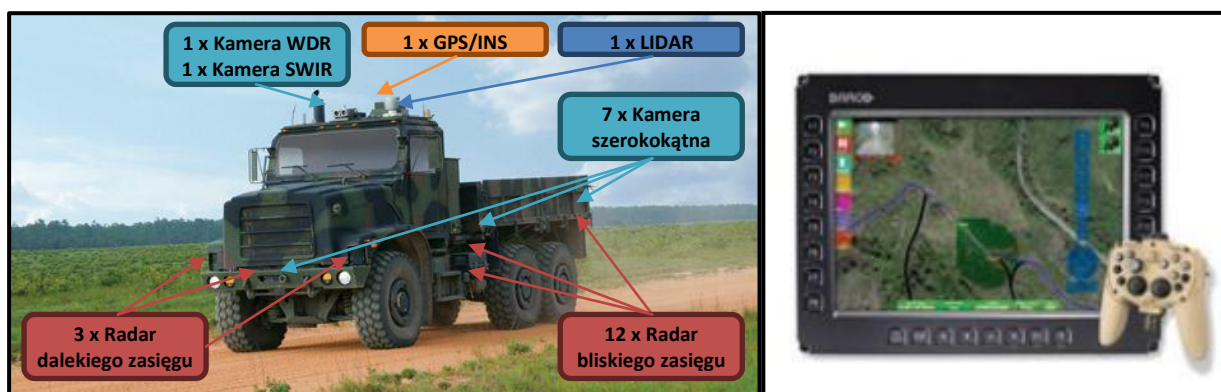 1 x Kamera WDR
1 x Kamera SWIR
1 x GPS/INS
1 x LIDAR
7 x Kamera
szerokokątna
3 x Radar
dalekiego zasięgu
12 x Radar
bliskiego zasięgu
BARCO